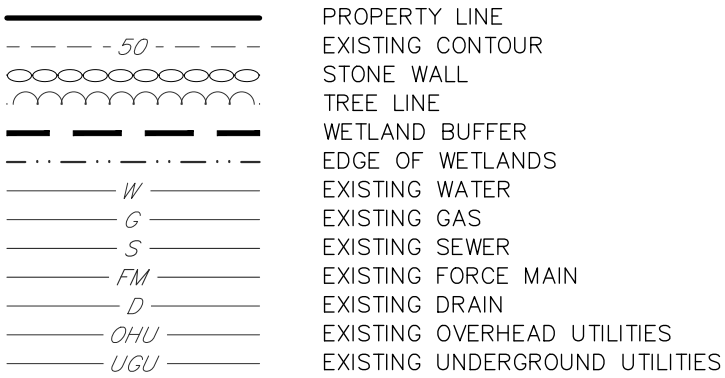 PROPERTY LINE
50 EXISTING CONTOUR
STONE WALL
TREE LINE
WETLAND BUFFER
EDGE OF WETLANDS
W EXISTING WATER
G EXISTING GAS
S EXISTING SEWER
FM EXISTING FORCE MAIN
D EXISTING DRAIN
OHU EXISTING OVERHEAD UTILITIES
UGU EXISTING UNDERGROUND UTILITIES